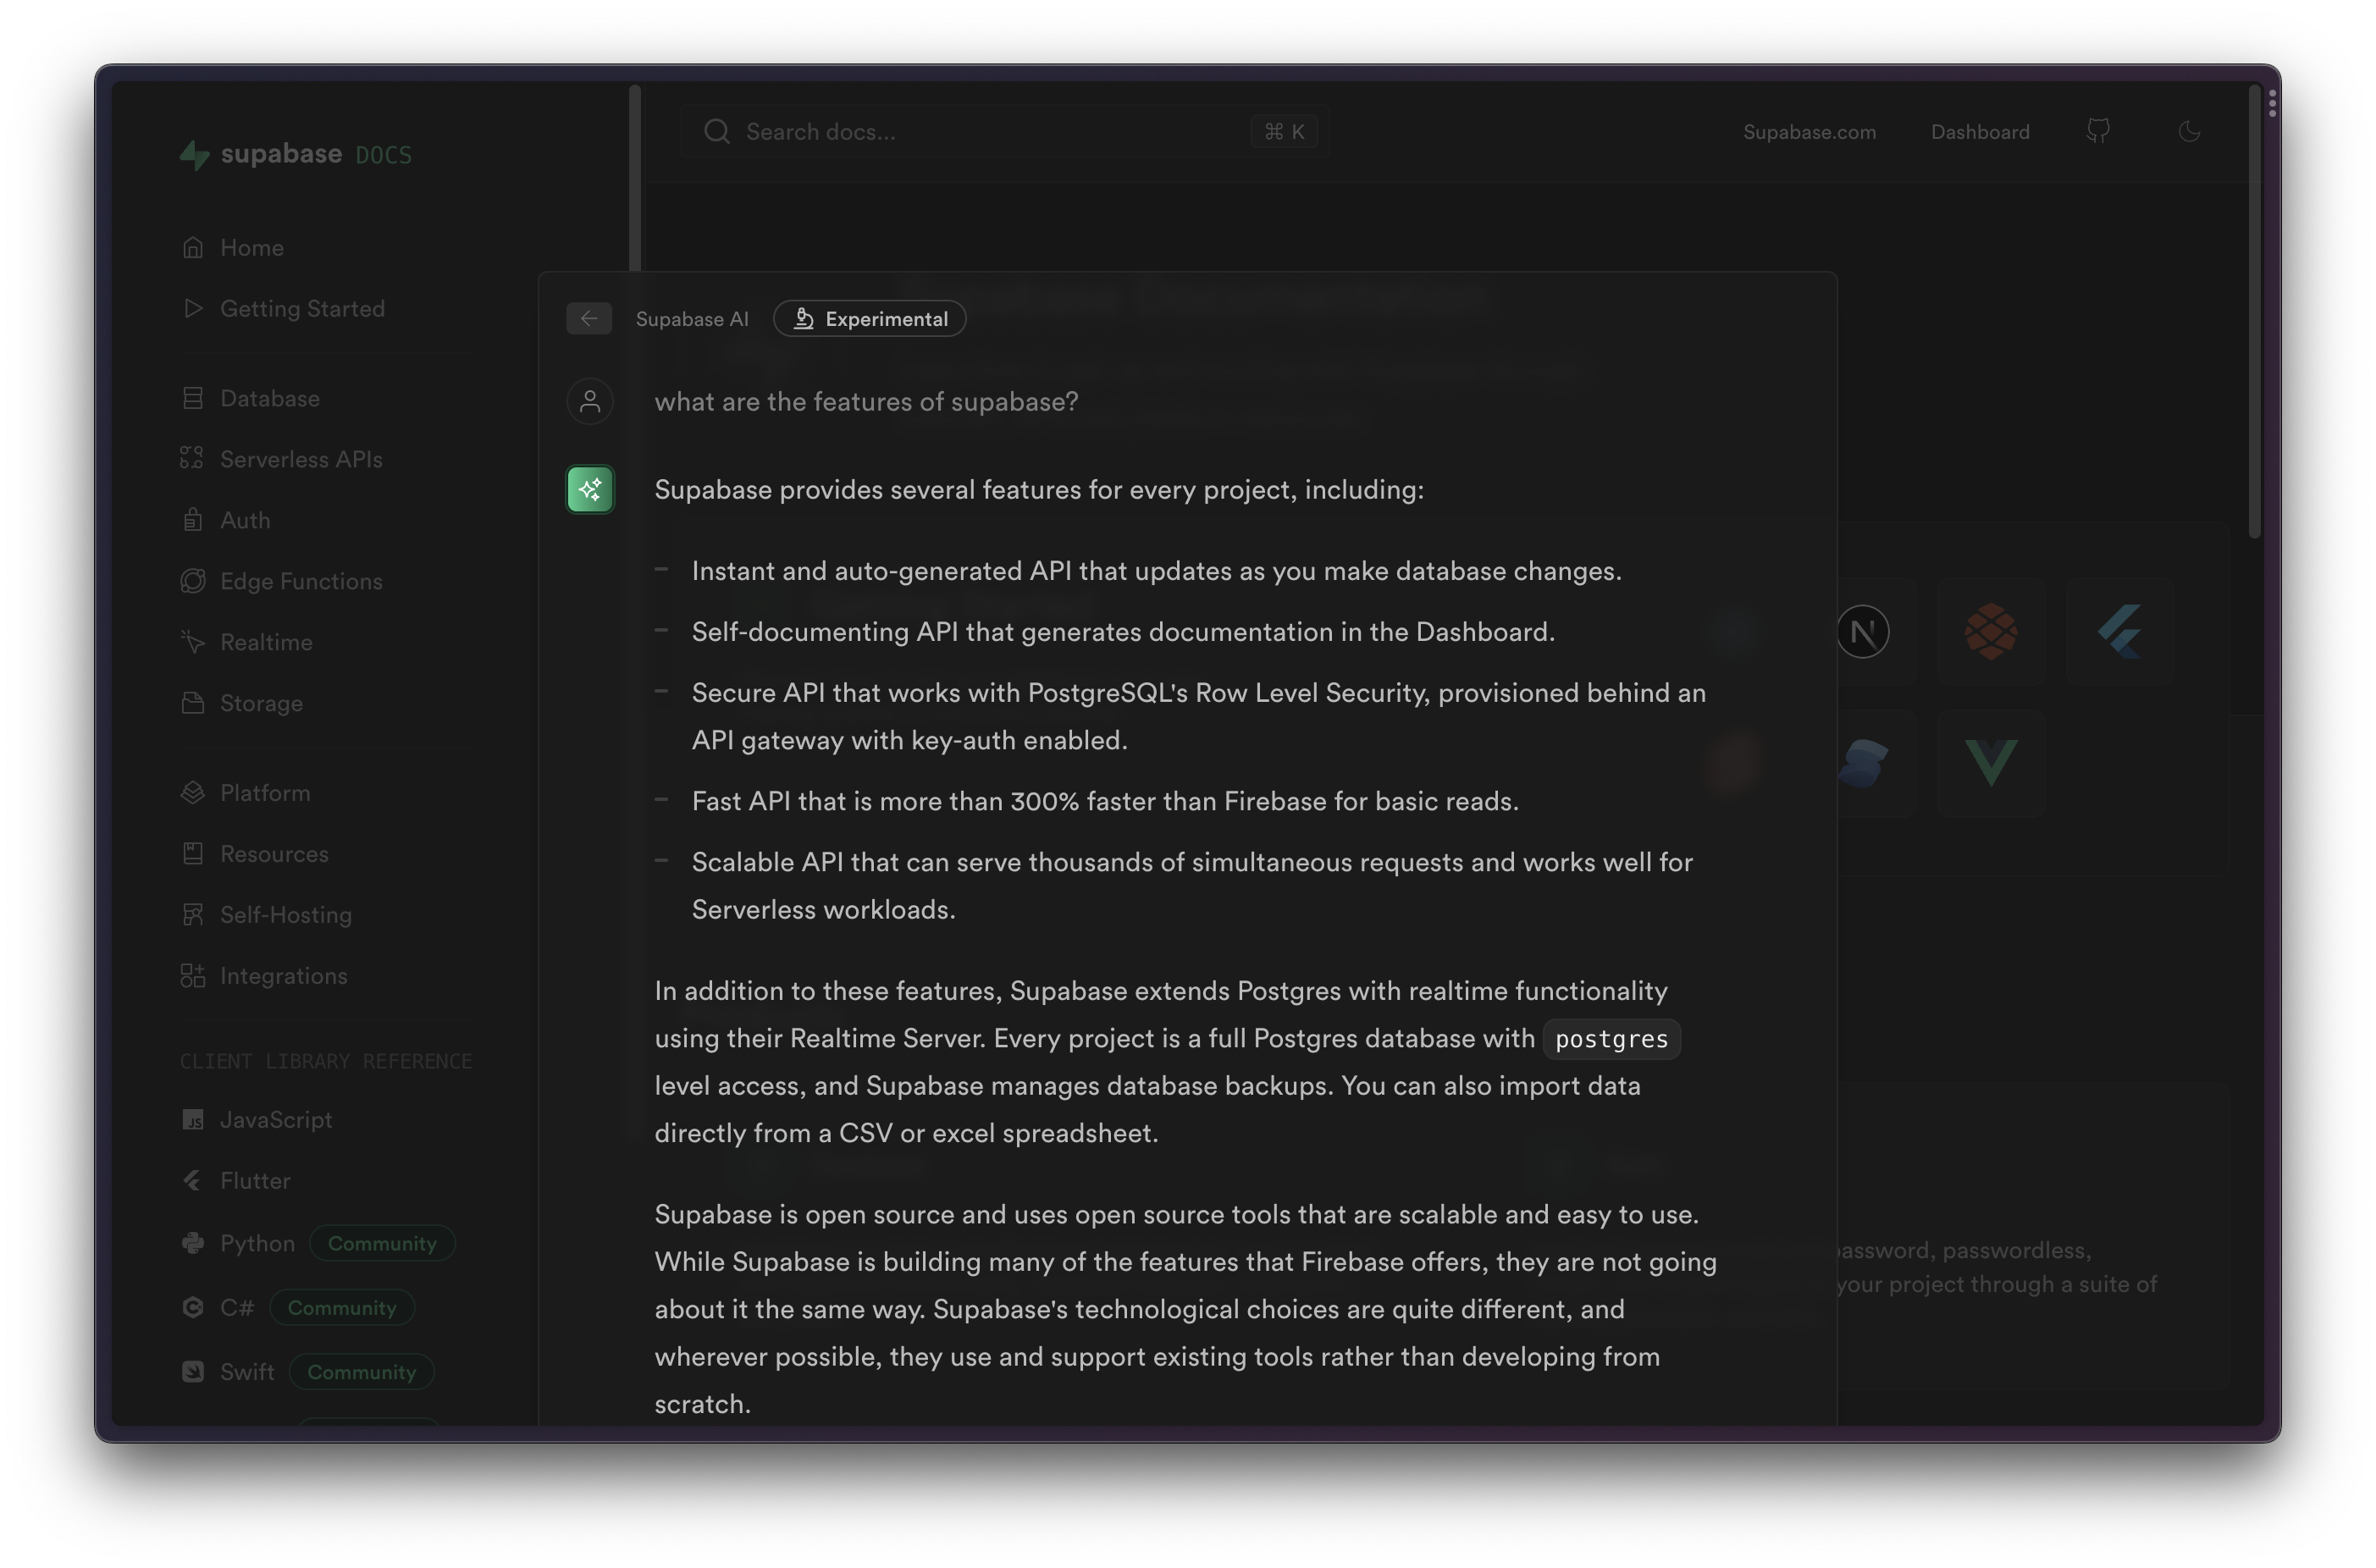 supabase DOCS
Search docs...
⌘ K
Supabase.com
Dashboard
Home
Getting Started
Database
Serverless APIs
Auth
Edge Functions
Realtime
Storage
Platform
Resources
Self-Hosting
Integrations
CLIENT LIBRARY REFERENCE
JavaScript
Flutter
Python Community
C# Community
Swift Community
Supabase AI
Experimental
what are the features of supabase?
Supabase provides several features for every project, including:
Instant and auto-generated API that updates as you make database changes.
Self-documenting API that generates documentation in the Dashboard.
Secure API that works with PostgreSQL's Row Level Security, provisioned behind an
API gateway with key-auth enabled.
Fast API that is more than 300% faster than Firebase for basic reads.
Scalable API that can serve thousands of simultaneous requests and works well for
Serverless workloads.
In addition to these features, Supabase extends Postgres with realtime functionality
using their Realtime Server. Every project is a full Postgres database with postgres
level access, and Supabase manages database backups. You can also import data
directly from a CSV or excel spreadsheet.
Supabase is open source and uses open source tools that are scalable and easy to use.
While Supabase is building many of the features that Firebase offers, they are not going
about it the same way. Supabase's technological choices are quite different, and
wherever possible, they use and support existing tools rather than developing from
scratch.
passwordless,
your project through a suite of